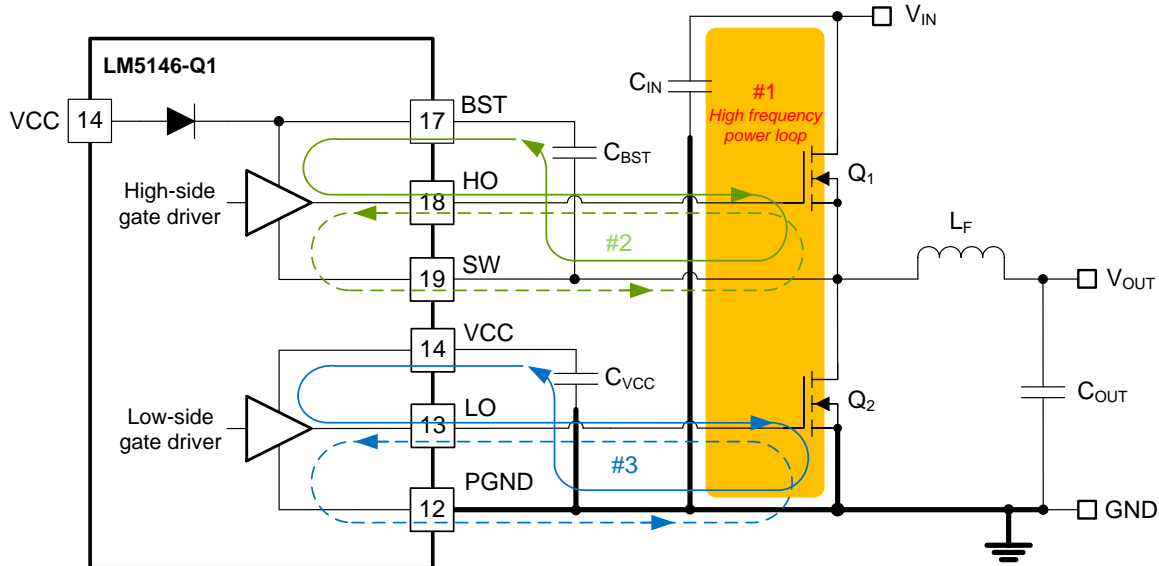 VIN
LM5146-Q1
CIN
#1
High frequency
power loop
VCC
14
17
BST
CBST
Q1
High-side
gate driver
HO
18
#2
LF
SW
19
VOUT
VCC
14
CVCC
Q2
COUT
Low-side
gate driver
LO
13
#3
PGND
12
GND